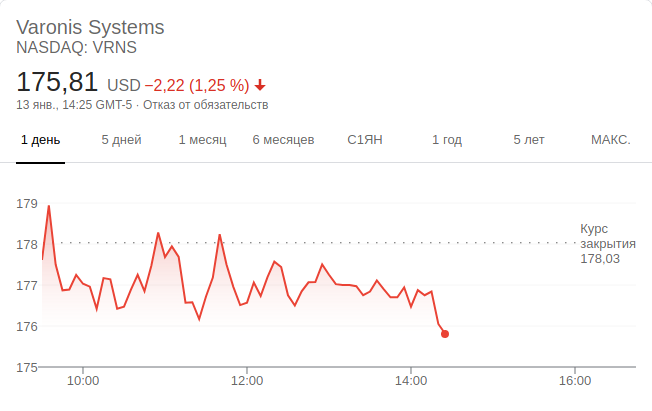 Varonis Systems
NASDAQ: VRNS
175,81 USD −2,22 (1,25 %)
13 янв., 14:25 GMT-5 · Отказ от обязательств
1 день 5 дней 1 месяц 6 месяцев С1ЯН 1 год 5 лет МАКС.
179
178
177
176
175
Курс
закрытия
178,03
10:00 12:00 14:00 16:00